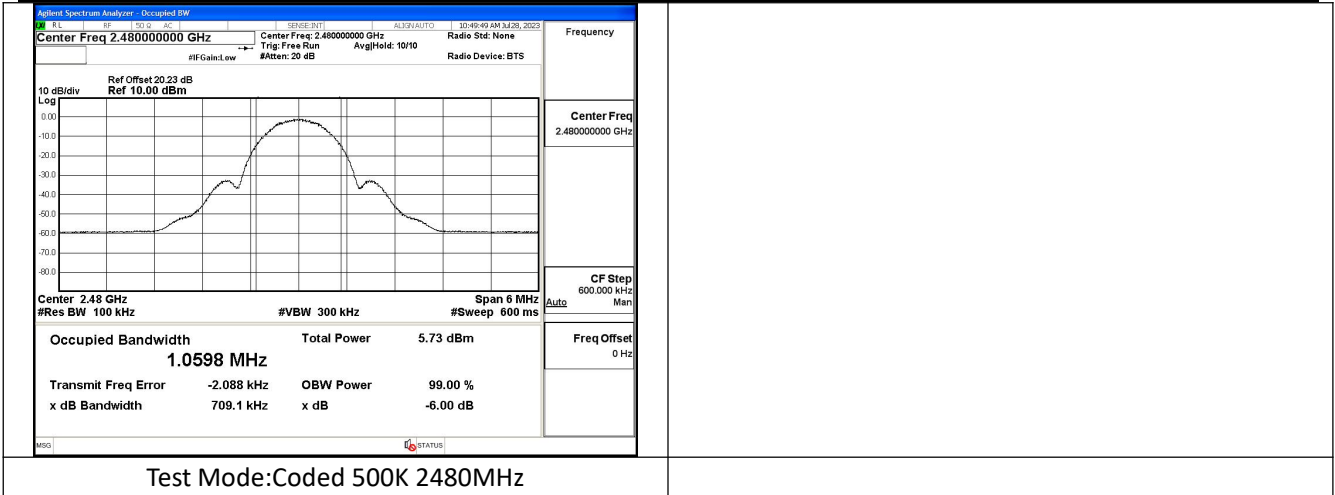 Agilent Spectrum Analyzer - Occupied BW
RL RF 50 Ω AC SENSE:INT ALIGN AUTO 10:49:49 AM Jul 28, 2023
Center Freq 2.480000000 GHz Center Freq: 2.480000000 GHz Radio Std: None Frequency
Trig: Free Run Avg|Hold: 10/10
#IFGain:Low #Atten: 20 dB Radio Device: BTS
Ref Offset 20.23 dB
10 dB/div Ref 10.00 dBm
Log
0.00
-10.0
-20.0
-30.0
-40.0
-50.0
-60.0
-70.0
-80.0
Center Freq
2.480000000 GHz
Center 2.48 GHz Span 6 MHz
#Res BW 100 kHz #VBW 300 kHz #Sweep 600 ms
CF Step
600.000 kHz
Auto Man
Occupied Bandwidth Total Power 5.73 dBm
1.0598 MHz
Transmit Freq Error -2.088 kHz OBW Power 99.00 %
x dB Bandwidth 709.1 kHz x dB -6.00 dB
Freq Offset
0 Hz
MSG STATUS
Test Mode:Coded 500K 2480MHz